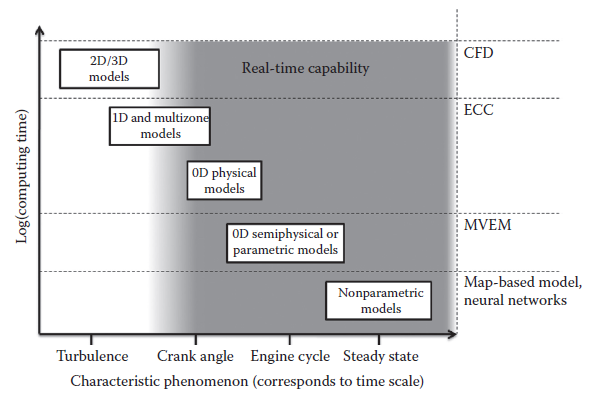 CFD
2D/3D
models
Real-time capability
ECC
1D and multizone
models
0D physical
models
MVEM
0D semiphysical or
parametric models
Map-based model,
neural networks
Nonparametric
models
Log(computing time)
Turbulence
Crank angle
Engine cycle
Steady state
Characteristic phenomenon (corresponds to time scale)